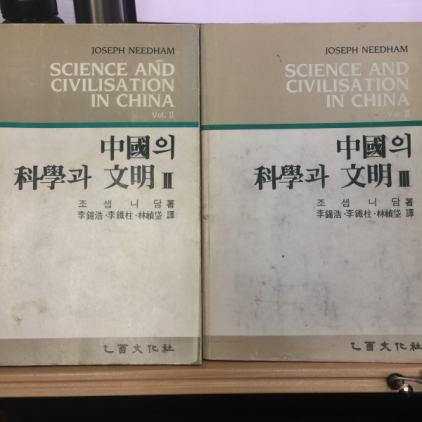 JOSEPH NEEDHAM
SCIENCE AND
CIVILISATION
IN CHINA
Vol. II
中國의
科學과 文明 II
조 셉 니 담 著
李錫浩·李鐵柱·林禎垈 譯
乙酉文化社
JOSEPH NEEDHAM
SCIENCE AND
CIVILISATION
IN CHINA
中國의
科學과 文明 III
조 셉 니 담 著
李錫浩·李鐵柱·林禎垈 譯
乙酉文化社